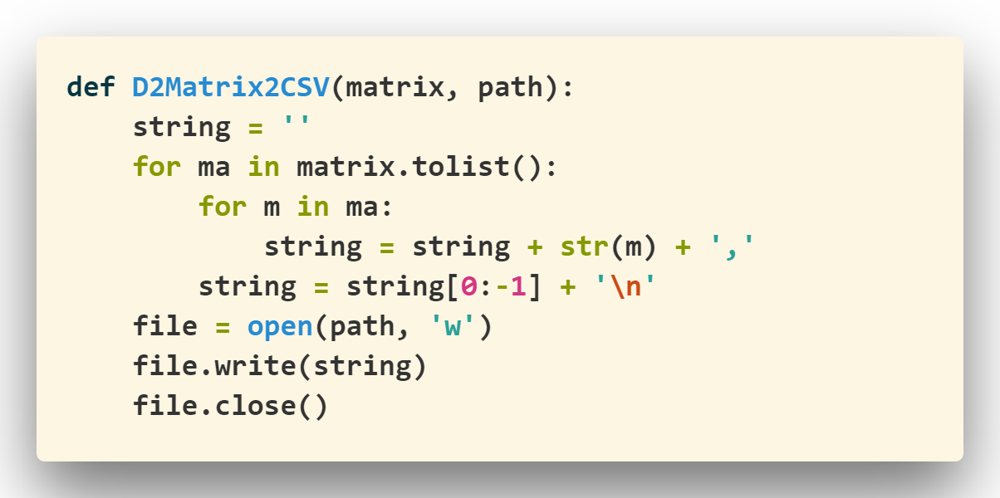 def D2Matrix2CSV(matrix, path):
    string = ''
    for ma in matrix.tolist():
        for m in ma:
            string = string + str(m) + ','
        string = string[0:-1] + '\n'
    file = open(path, 'w')
    file.write(string)
    file.close()